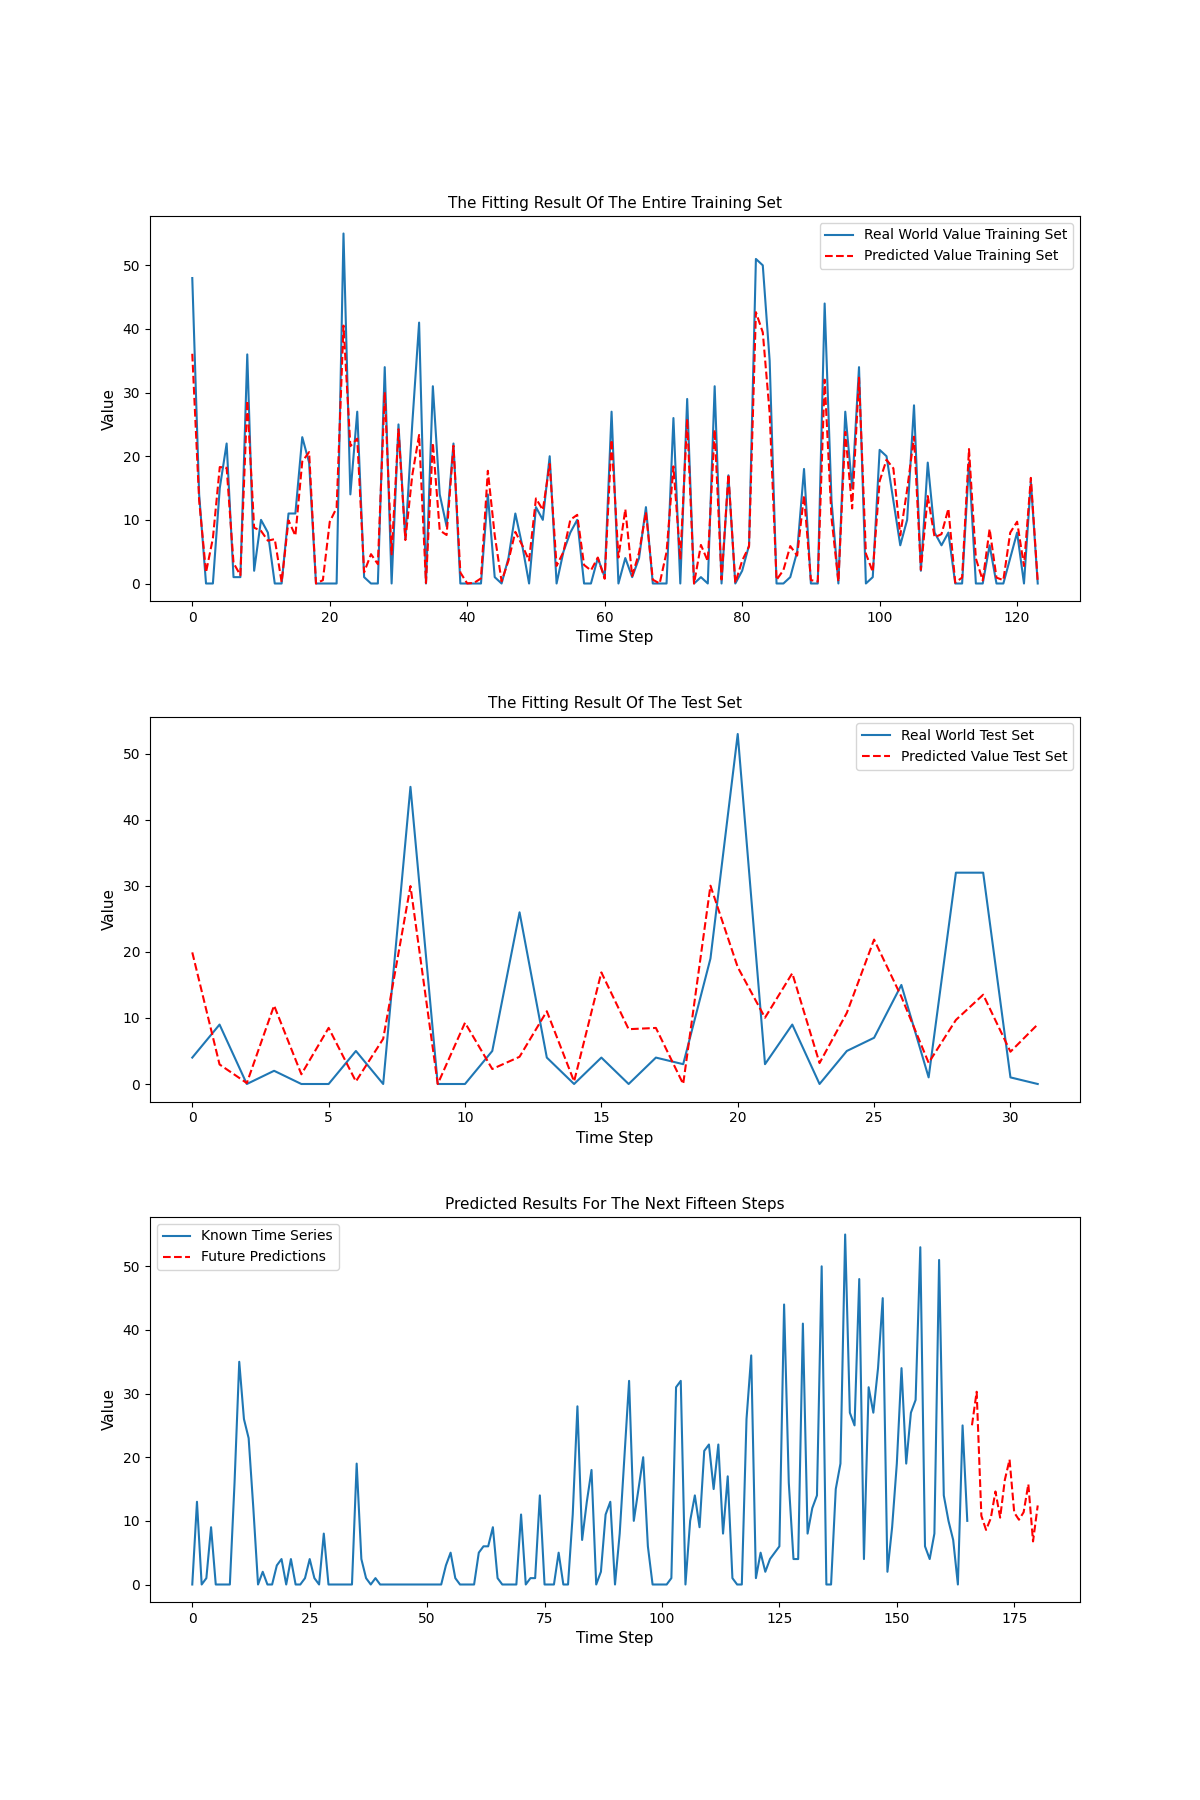 The Fitting Result Of The Entire Training Set
Real World Value Training Set
Predicted Value Training Set
Value
50
40
30
20
10
0
0 20 40 60 80 100 120
Time Step
The Fitting Result Of The Test Set
Real World Test Set
Predicted Value Test Set
Value
50
40
30
20
10
0
0 5 10 15 20 25 30
Time Step
Predicted Results For The Next Fifteen Steps
Known Time Series
Future Predictions
Value
50
40
30
20
10
0
0 25 50 75 100 125 150 175
Time Step